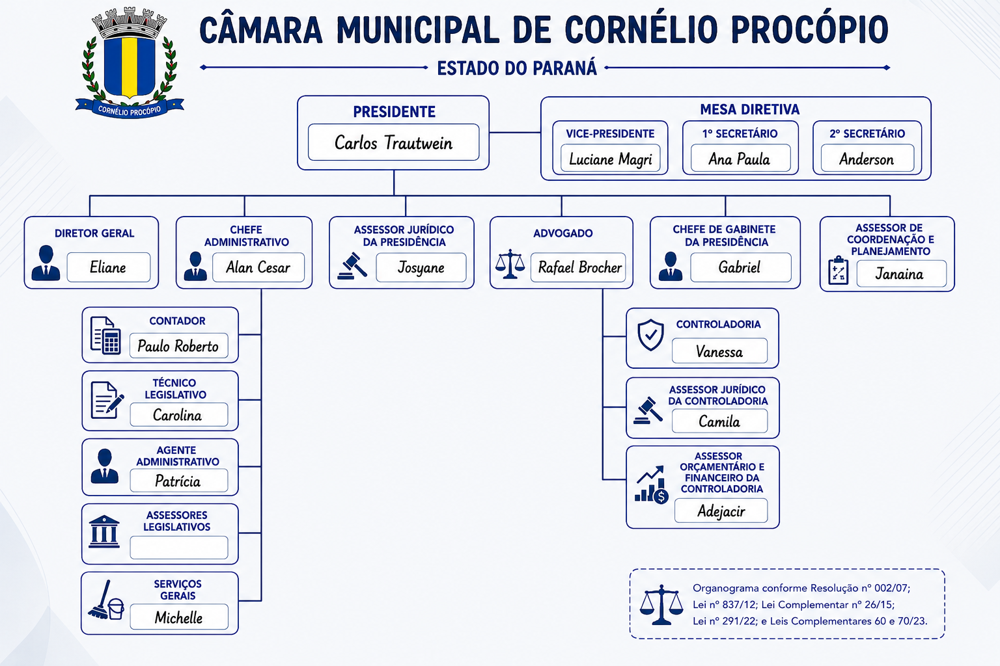 CÂMARA MUNICIPAL DE CORNÉLIO PROCÓPIO
ESTADO DO PARANÁ
CORNÉLIO PROCÓPIO
PRESIDENTE
Carlos Trautwein
MESA DIRETIVA
VICE-PRESIDENTE
Luciane Magri
1º SECRETÁRIO
Ana Paula
2º SECRETÁRIO
Anderson
DIRETOR GERAL
Eliane
CHEFE
ADMINISTRATIVO
Alan Cesar
ASSESSOR JURÍDICO
DA PRESIDÊNCIA
Josyane
ADVOGADO
Rafael Brocher
CHEFE DE GABINETE
DA PRESIDÊNCIA
Gabriel
ASSESSOR DE
COORDENAÇÃO E
PLANEJAMENTO
Janaina
CONTADOR
Paulo Roberto
TÉCNICO
LEGISLATIVO
Carolina
AGENTE
ADMINISTRATIVO
Patrícia
ASSESSORES
LEGISLATIVOS
SERVIÇOS
GERAIS
Michelle
CONTROLADORIA
Vanessa
ASSESSOR JURÍDICO
DA CONTROLADORIA
Camila
ASSESSOR
ORÇAMENTÁRIO E
FINANCEIRO DA
CONTROLADORIA
$
Adejacir
Organograma conforme Resolução nº 002/07;
Lei nº 837/12; Lei Complementar nº 26/15;
Lei nº 291/22; e Leis Complementares 60 e 70/23.